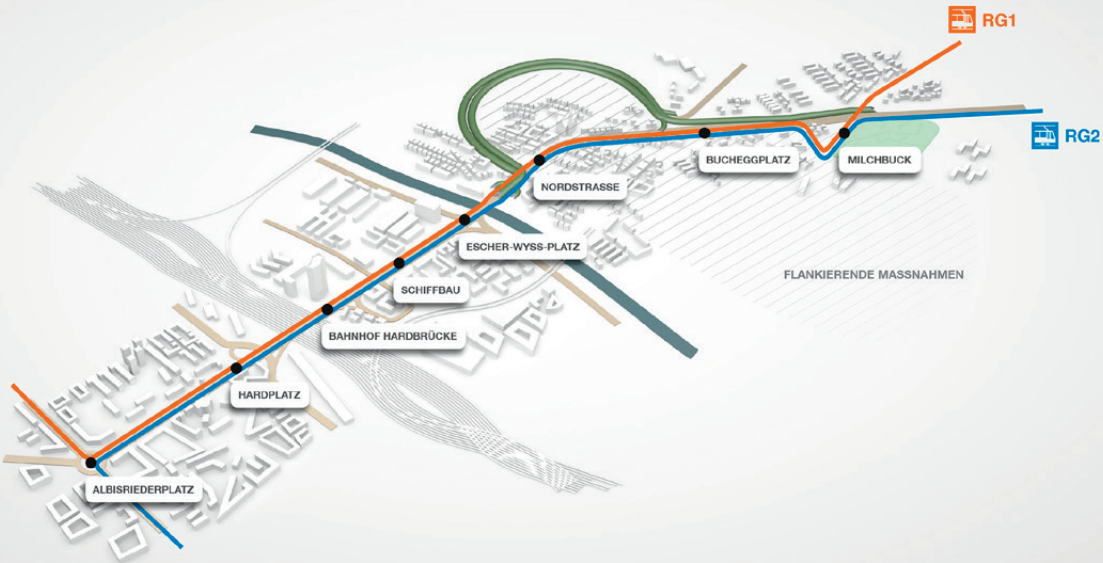 RG1
RG2
BUCHEGGPLATZ
MILCHBUCK
NORDSTRASSE
ESCHER-WYSS-PLATZ
FLANKIERENDE MASSNAHMEN
SCHIFFBAU
BAHNHOF HARDBRÜCKE
HARDPLATZ
ALBISRIEDERPLATZ